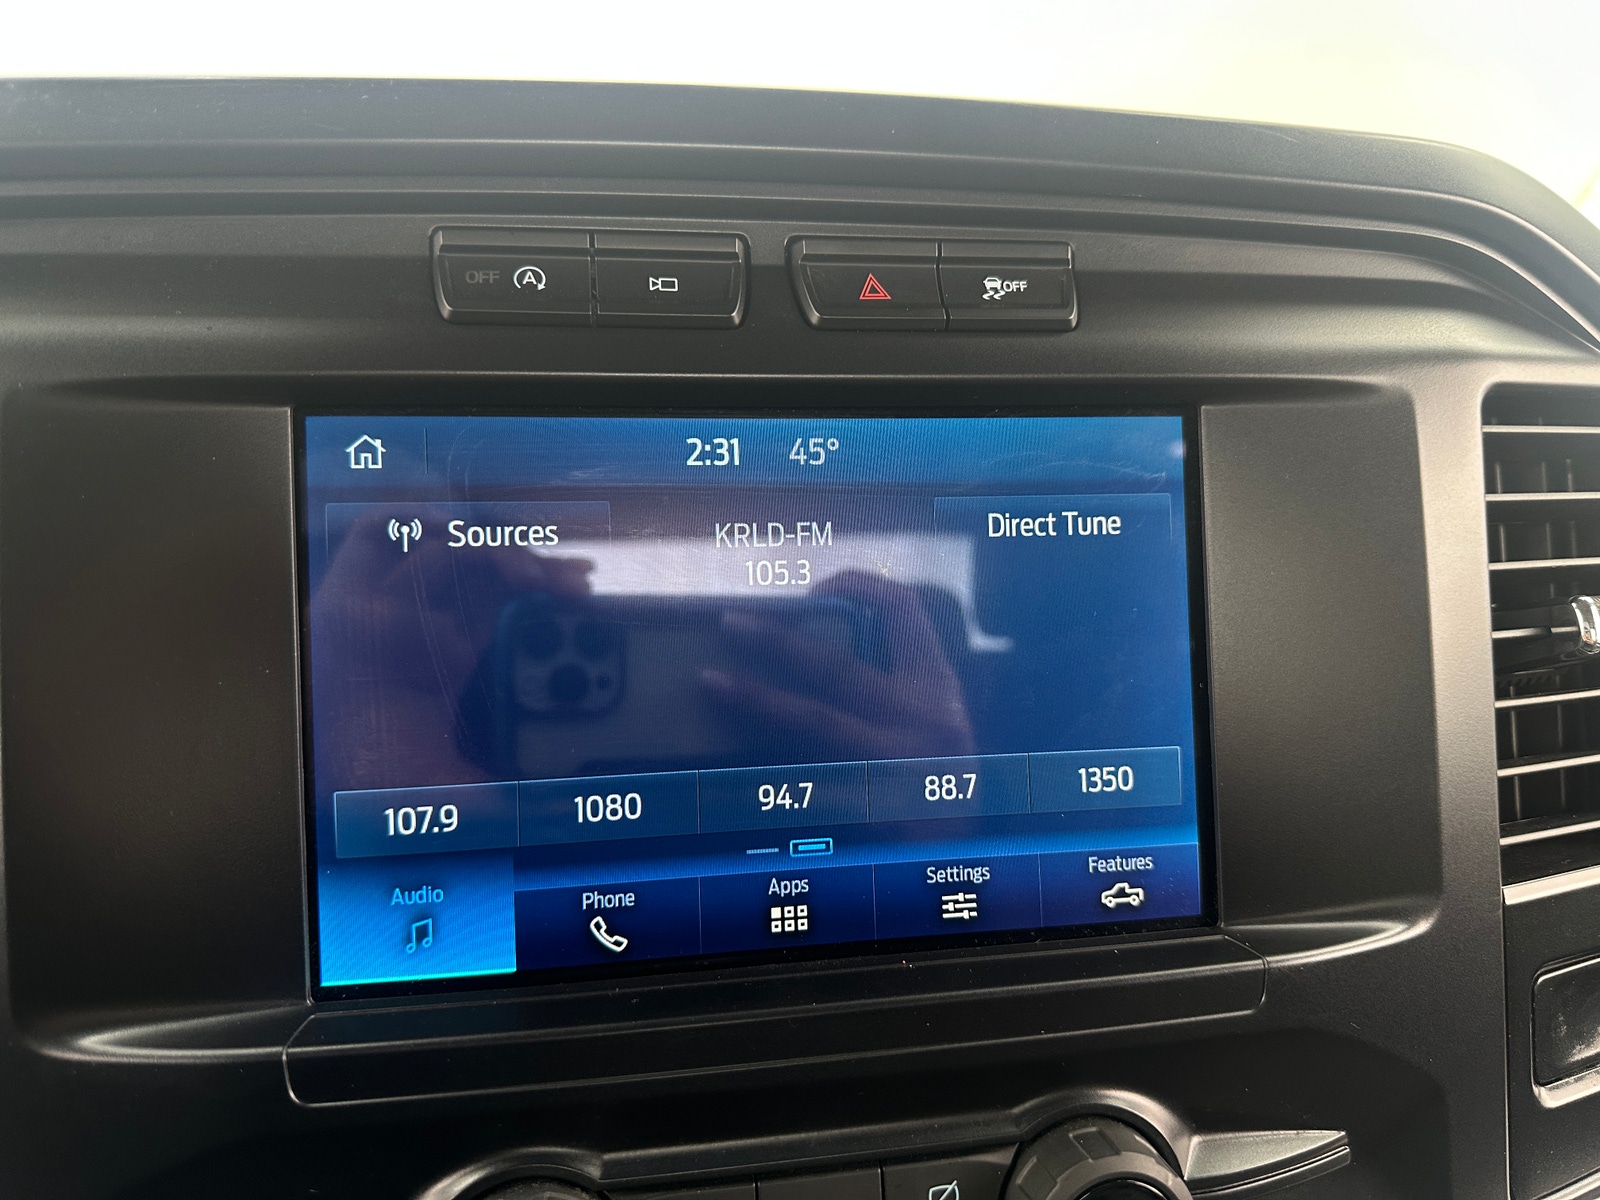 OFF A
OFF
2:31 45°
Sources
KRLD-FM
105.3
Direct Tune
107.9 1080 94.7 88.7 1350
Audio Phone Apps Settings Features